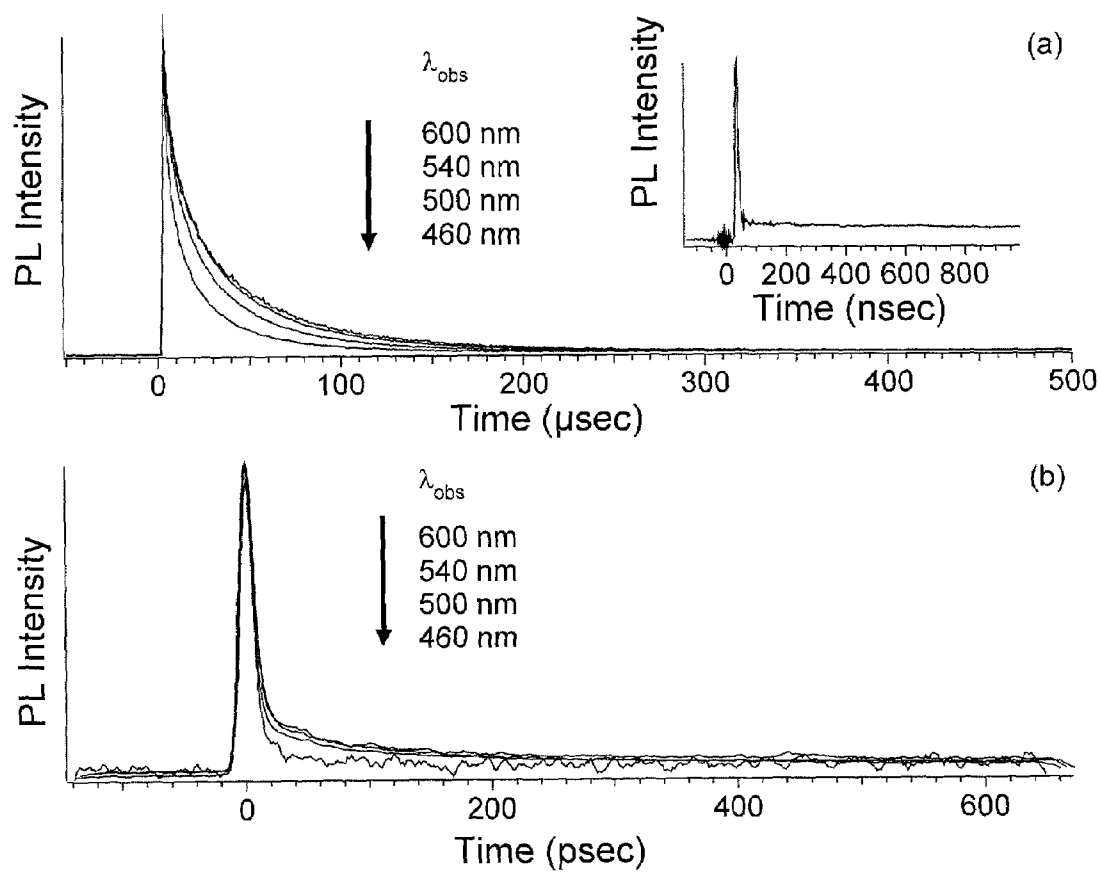 (a)
PL Intensity
λobs
600 nm
540 nm
500 nm
460 nm
0 100 200 300 400 500
Time (µsec)
PL Intensity
0 200 400 600 800
Time (nsec)
(b)
PL Intensity
λobs
600 nm
540 nm
500 nm
460 nm
0 200 400 600
Time (psec)